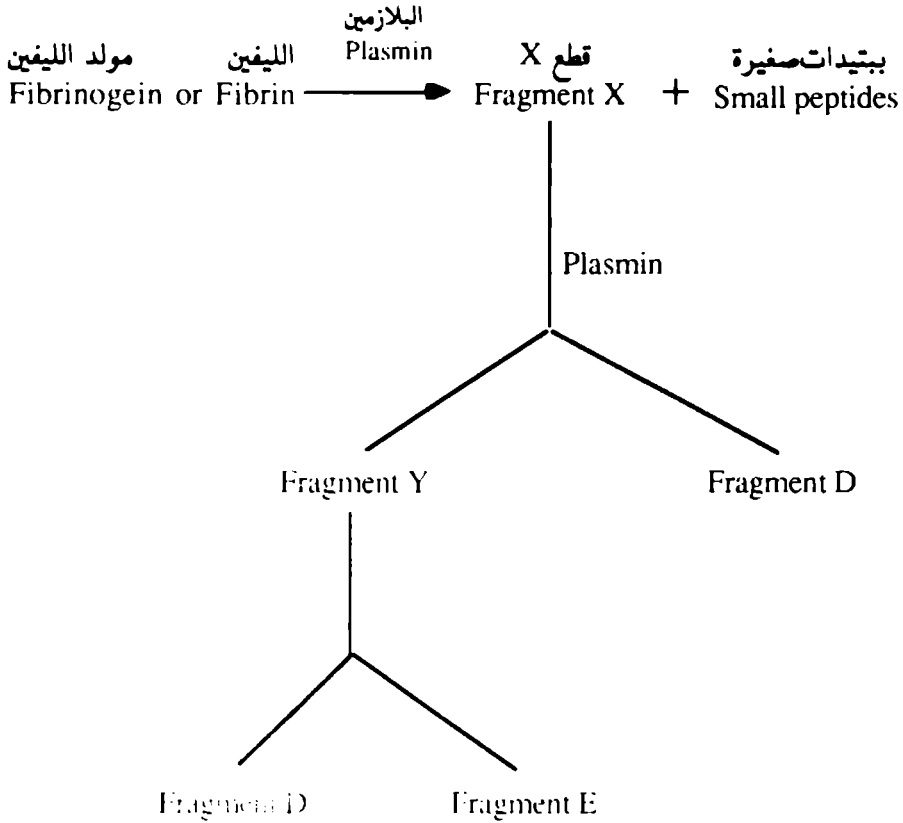 مولد الليفين الليفين البلازمين قطع X ببتيدات صغيرة
Fibrinogein or Fibrin Plasmin Fragment X + Small peptides
Plasmin
Fragment Y Fragment D
Fragment D Fragment E